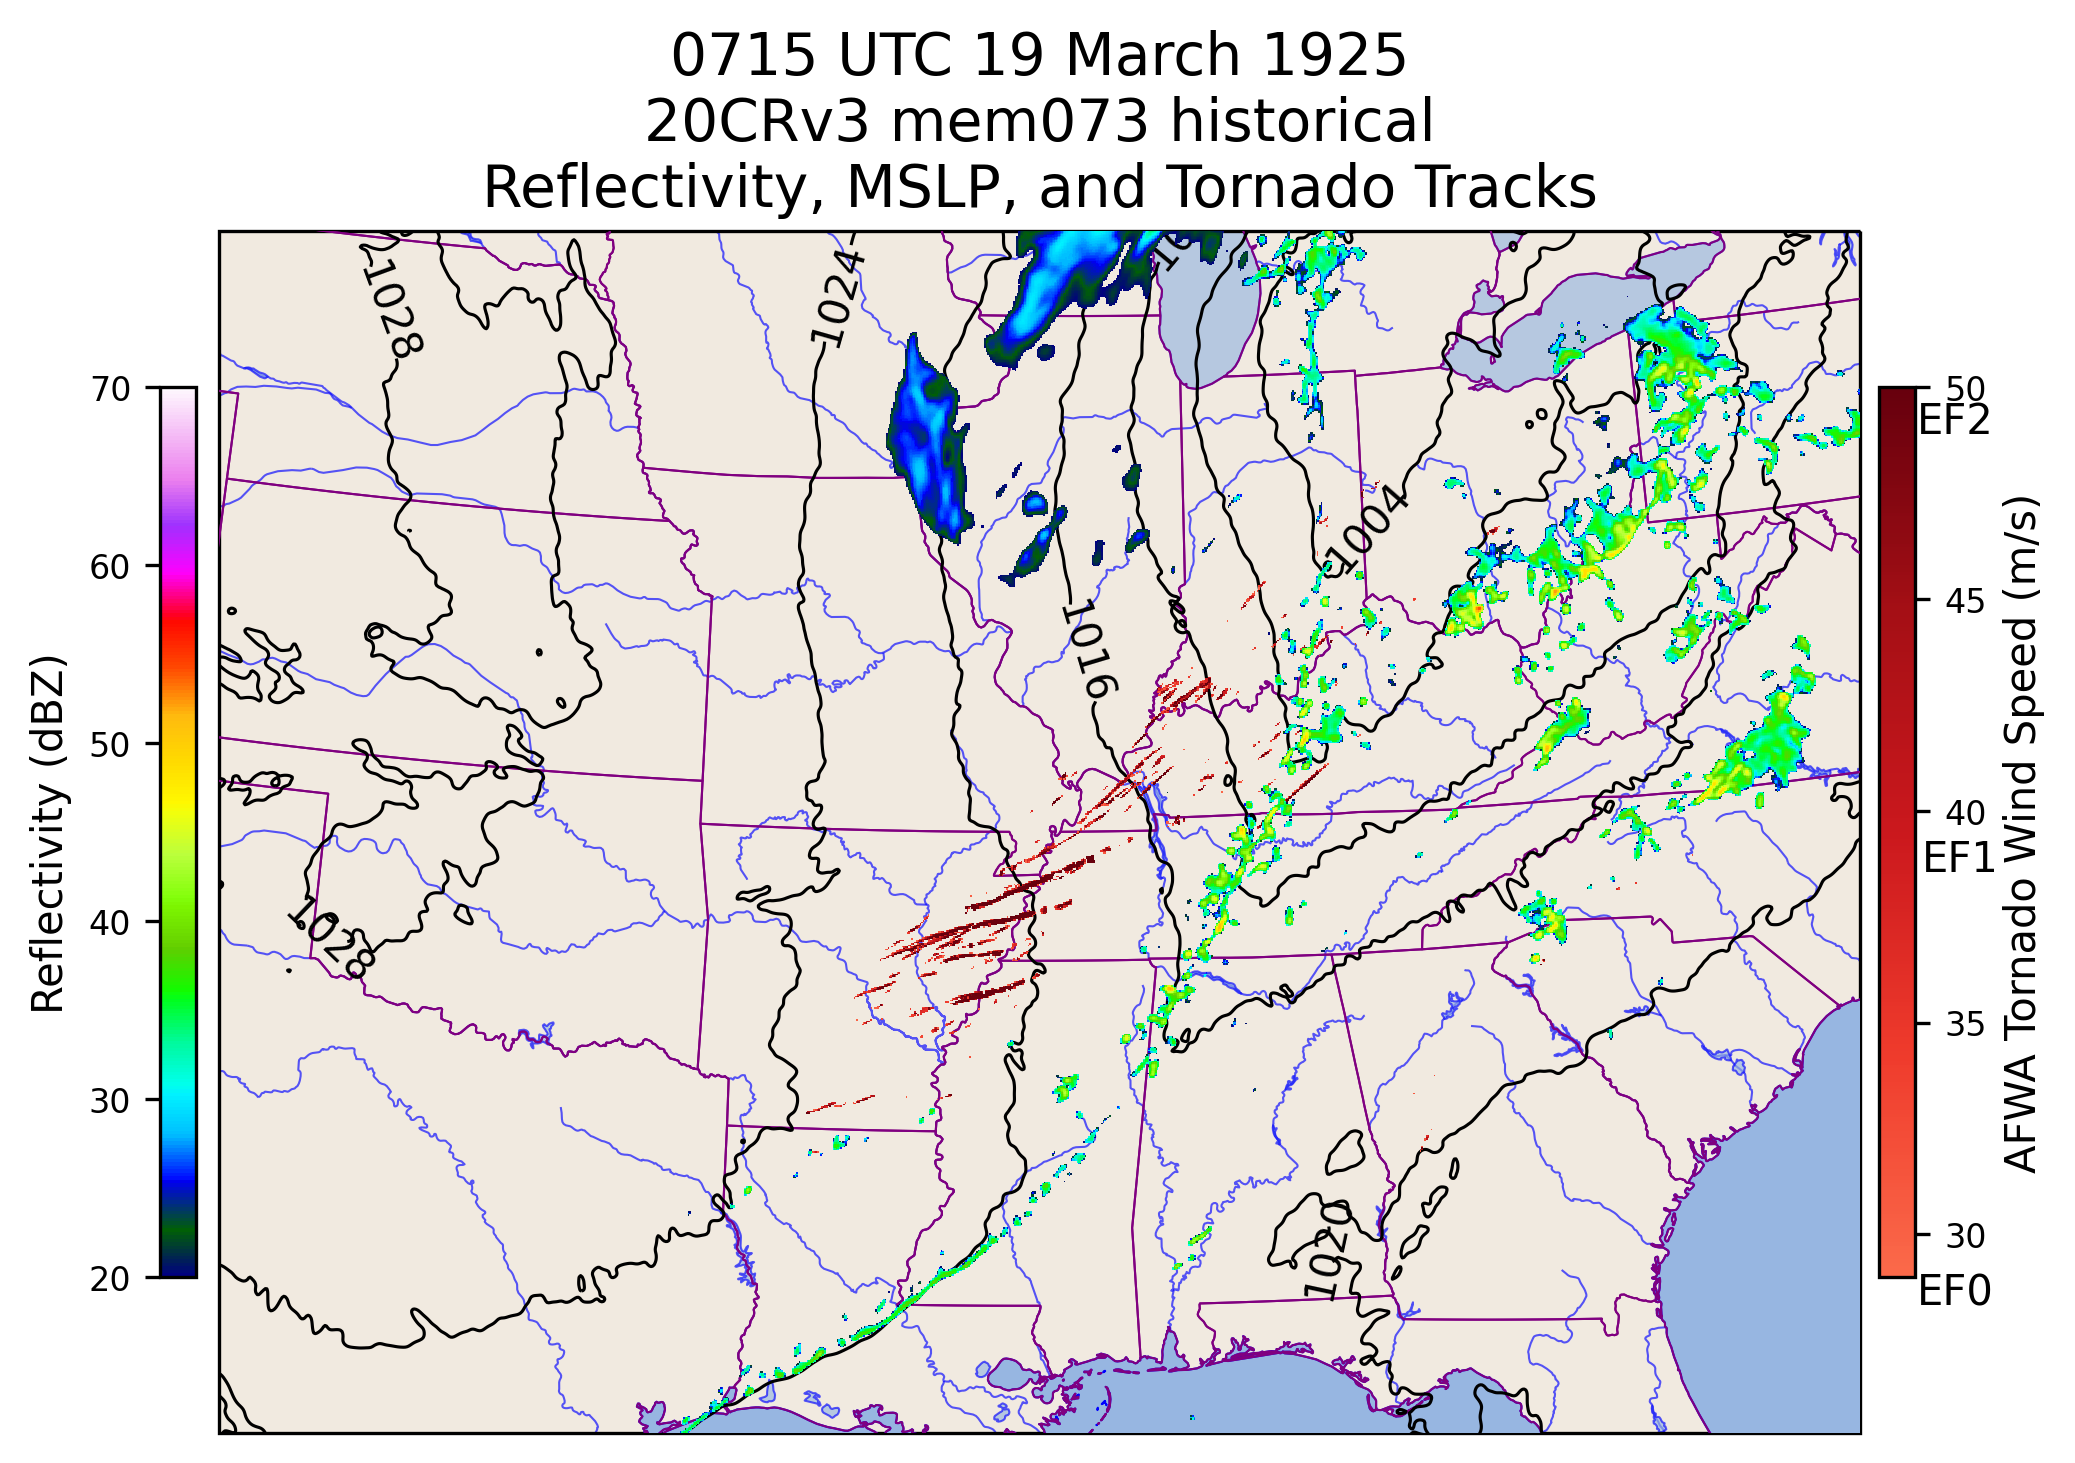 0715 UTC 19 March 1925
20CRv3 mem073 historical
Reflectivity, MSLP, and Tornado Tracks
Reflectivity (dBZ)
70
60
50
40
30
20
1028
1024
1004
1016
1028
1020
50
EF2
45
40
EF1
35
30
EF0
AFWA Tornado Wind Speed (m/s)